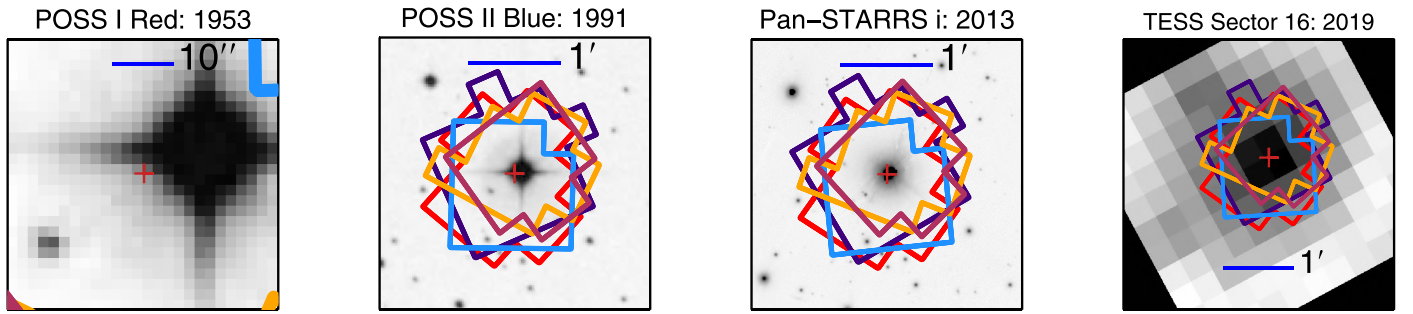 POSS I Red: 1953
10′′
POSS II Blue: 1991
1′
Pan−STARRS i: 2013
1′
TESS Sector 16: 2019
1′